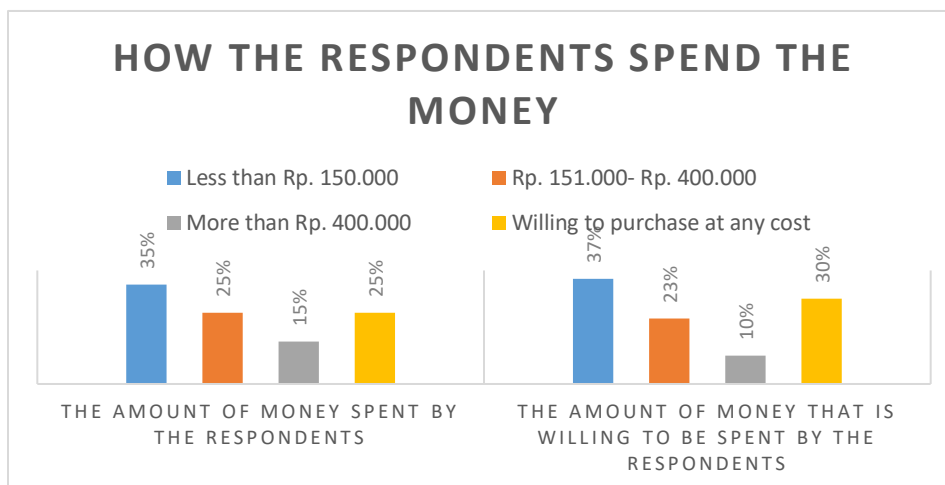 HOW THE RESPONDENTS SPEND THE
MONEY
Less than Rp. 150.000
Rp. 151.000- Rp. 400.000
More than Rp. 400.000
Willing to purchase at any cost
35%
25%
15%
25%
37%
23%
10%
30%
THE AMOUNT OF MONEY SPENT BY
THE RESPONDENTS
THE AMOUNT OF MONEY THAT IS
WILLING TO BE SPENT BY THE
RESPONDENTS